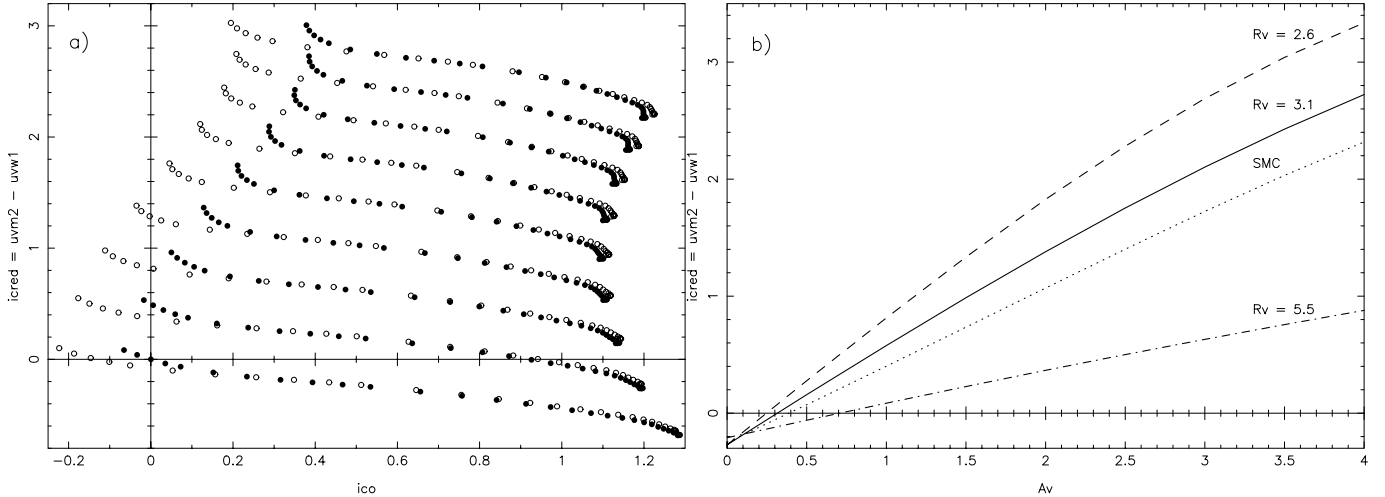 a)
icred = uvm2 − uvw1
3
2
1
0
−0.2
0
0.2
0.4
0.6
0.8
1
1.2
ico
b)
icred = uvm2 − uvw1
3
2
1
0
Rv = 2.6
Rv = 3.1
SMC
Rv = 5.5
0
0.5
1
1.5
2
2.5
3
3.5
4
Av